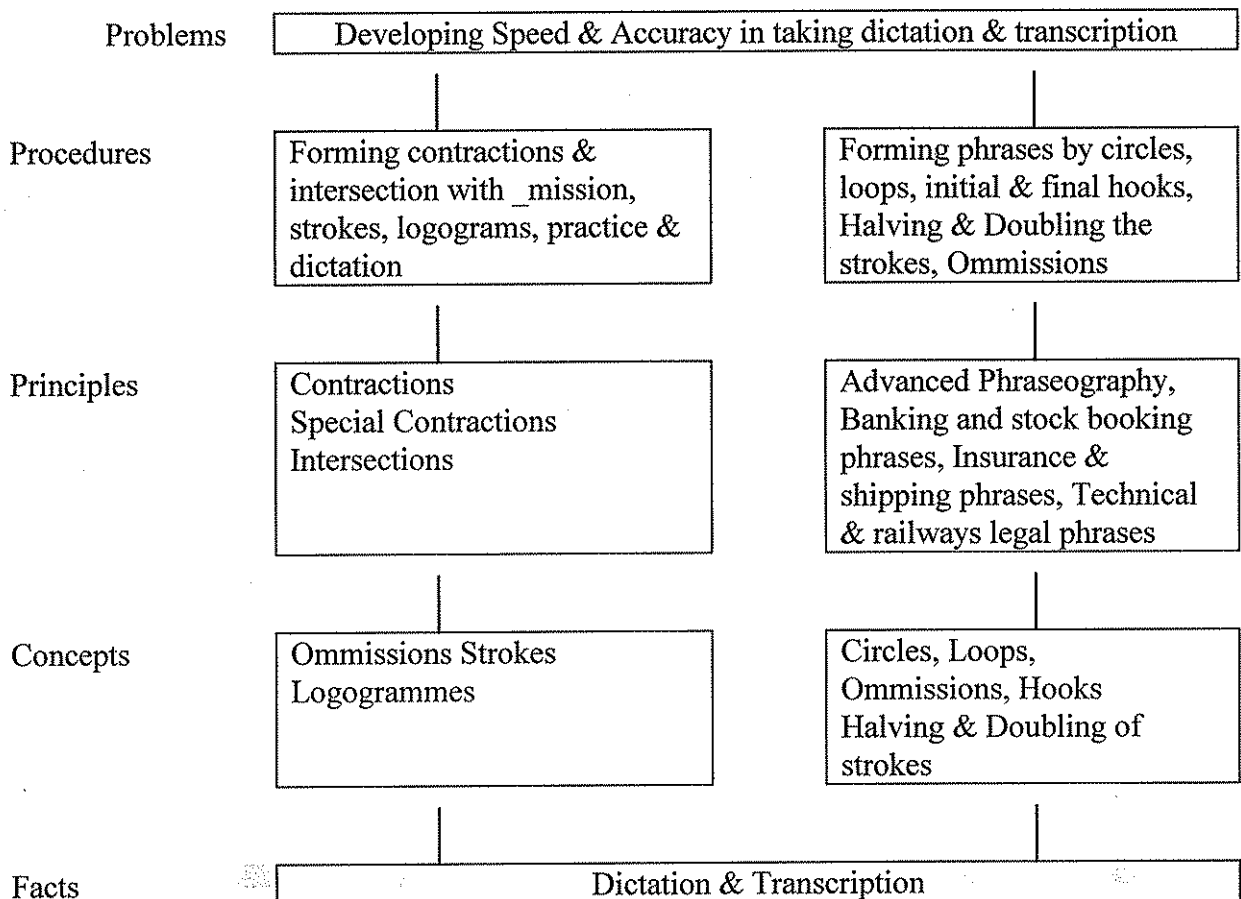 Problems
Developing Speed & Accuracy in taking dictation & transcription
Procedures
Forming contractions &
intersection with _mission,
strokes, logograms, practice &
dictation
Forming phrases by circles,
loops, initial & final hooks,
Halving & Doubling the
strokes, Ommissions
Principles
Contractions
Special Contractions
Intersections
Advanced Phraseography,
Banking and stock booking
phrases, Insurance &
shipping phrases, Technical
& railways legal phrases
Concepts
Ommissions Strokes
Logogrammes
Circles, Loops,
Ommissions, Hooks
Halving & Doubling of
strokes
Facts
Dictation & Transcription